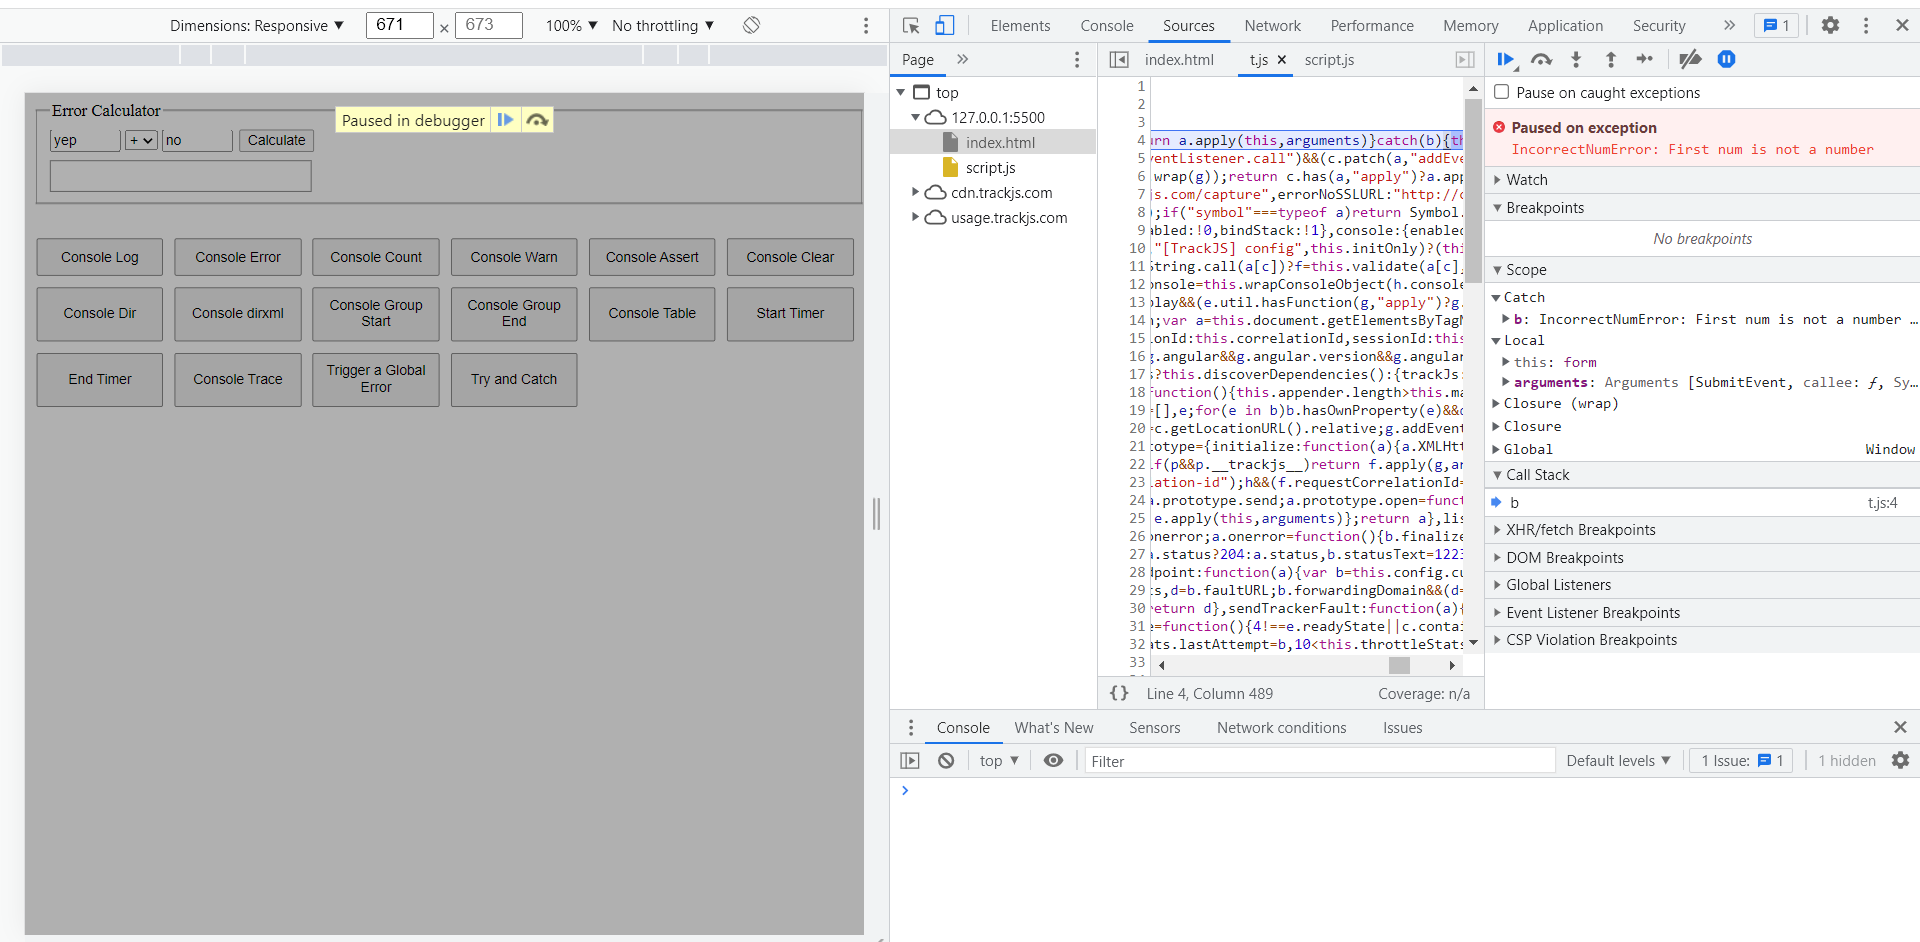 Dimensions: Responsive ▼ 671 × 673 100% ▼ No throttling ▼
Elements Console Sources Network Performance Memory Application Security » 1
Page »
index.html t.js × script.js
top
127.0.0.1:5500
index.html
script.js
cdn.trackjs.com
usage.trackjs.com
Error Calculator
Paused in debugger
yep + no Calculate
Console Log Console Error Console Count Console Warn Console Assert Console Clear
Console Dir Console dirxml Console Group Start Console Group End Console Table Start Timer
End Timer Console Trace Trigger a Global Error Try and Catch
1
2
3
4 urn a.apply(this,arguments)}catch(b){th
5 ventListener.call")&&(c.patch(a,"addEve
6 wrap(g));return c.has(a,"apply")?a.app
7 js.com/capture",errorNoSSLURL:"http://c
8 );if("symbol"===typeof a)return Symbol.
9 abled:!0,bindStack:!1},console:{enabled
10 "[TrackJS] config",this.initOnly)?(thi
11 String.call(a[c])?f=this.validate(a[c],
12 onsole=this.wrapConsoleObject(h.console
13 play&&(e.util.hasFunction(g,"apply")?g.
14 n;var a=this.document.getElementsByTagN
15 onId:this.correlationId,sessionId:this
16 g.angular&&g.angular.version&&g.angular
17 s?this.discoverDependencies():{trackJs:
18 function(){this.appender.length>this.ma
19 =[],e;for(e in b)b.hasOwnProperty(e)&&c
20 =c.getLocationURL().relative;g.addEvent
21 totype={initialize:function(a){a.XMLHtt
22 if(p&&p.__trackjs__)return f.apply(g,ar
23 lation-id");h&&(f.requestCorrelationId=
24 a.prototype.send;a.prototype.open=funct
25 e.apply(this,arguments)};return a},lis
26 onerror;a.onerror=function(){b.finalize
27 a.status?204:a.status,b.statusText=1223
28 dpoint:function(a){var b=this.config.cu
29 ts,d=b.faultURL;b.forwardingDomain&&(d=
30 return d},sendTrackerFault:function(a){
31 e=function(){4!==e.readyState||c.contai
32 ats.lastAttempt=b,10<this.throttleStats
33
{} Line 4, Column 489 Coverage: n/a
Pause on caught exceptions
Paused on exception
IncorrectNumError: First num is not a number
Watch
Breakpoints
No breakpoints
Scope
Catch
b: IncorrectNumError: First num is not a number …
Local
this: form
arguments: Arguments [SubmitEvent, callee: ƒ, Sy…
Closure (wrap)
Closure
Global Window
Call Stack
b t.js:4
XHR/fetch Breakpoints
DOM Breakpoints
Global Listeners
Event Listener Breakpoints
CSP Violation Breakpoints
Console What's New Sensors Network conditions Issues
top ▼ Filter Default levels ▼ 1 Issue: 1 1 hidden